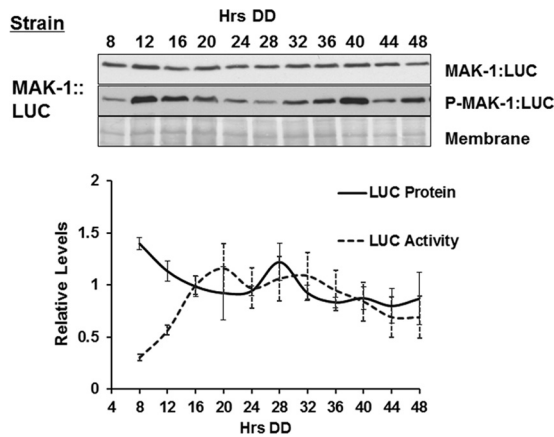 Hrs DD
Strain
8 12 16 20 24 28 32 36 40 44 48
MAK-1::
LUC
MAK-1:LUC
P-MAK-1:LUC
Membrane
2
1.5
1
0.5
0
Relative Levels
LUC Protein
LUC Activity
4 8 12 16 20 24 28 32 36 40 44 48
Hrs DD